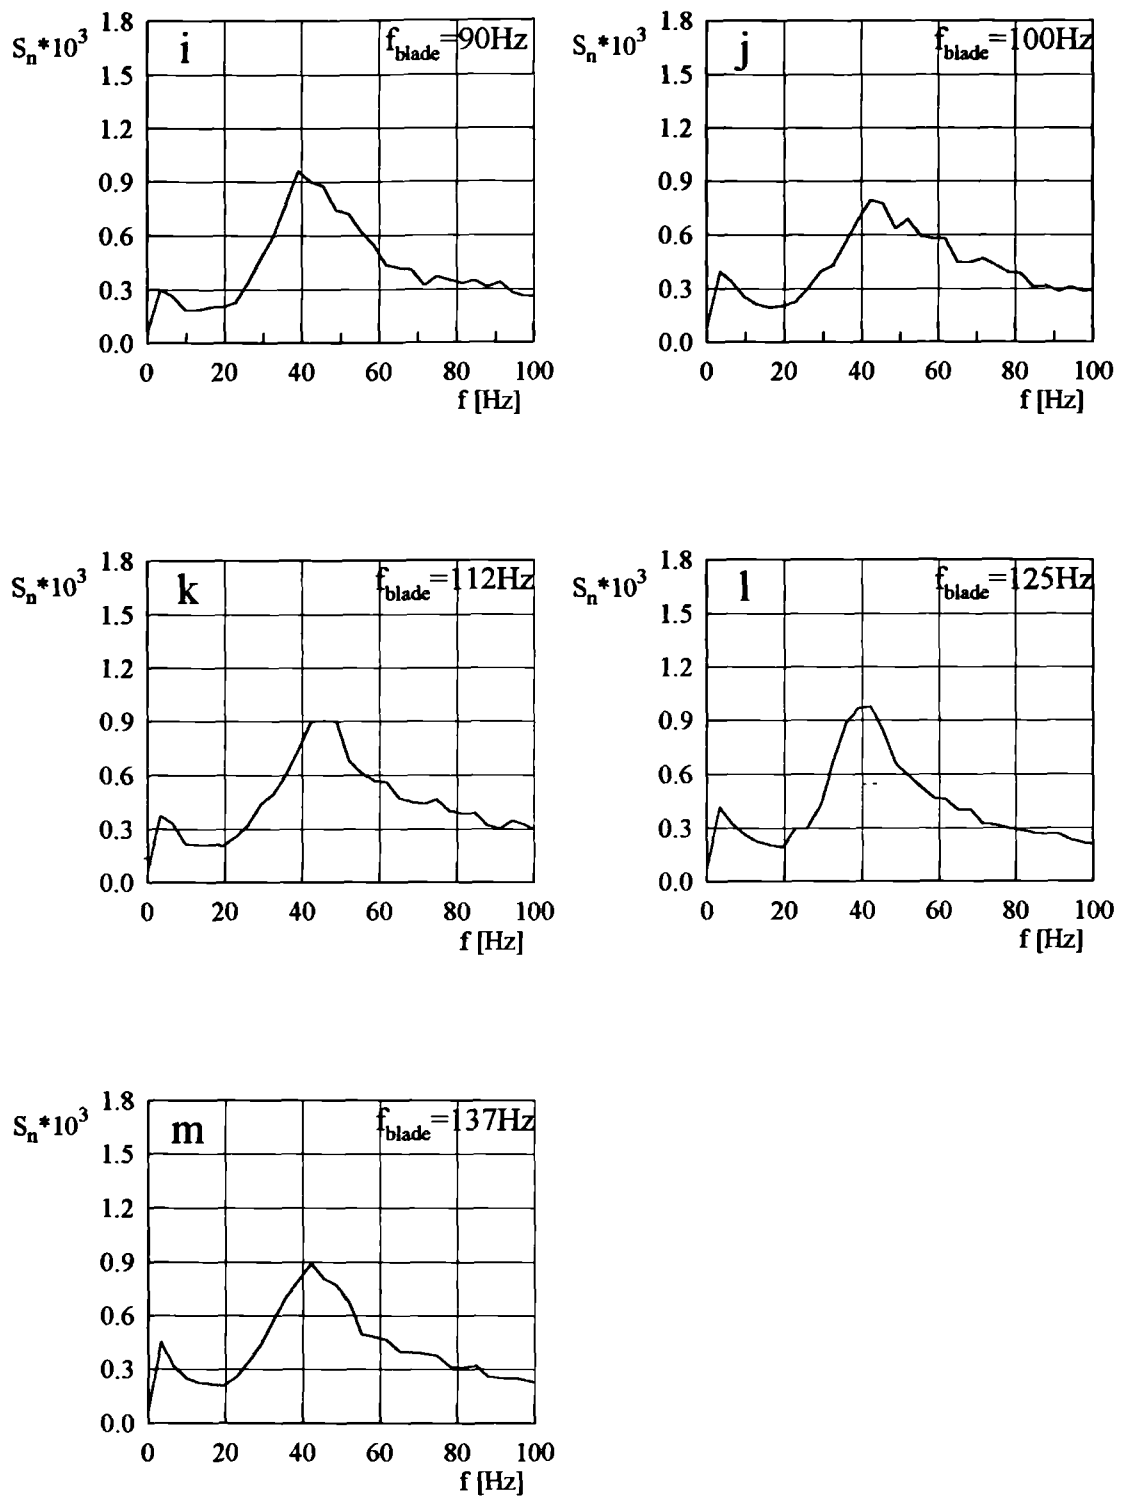 1.8
S_n*10^3
i
f_blade=90Hz
1.5
1.2
0.9
0.6
0.3
0.0
0 20 40 60 80 100
f [Hz]
1.8
S_n*10^3
j
f_blade=100Hz
1.5
1.2
0.9
0.6
0.3
0.0
0 20 40 60 80 100
f [Hz]
1.8
S_n*10^3
k
f_blade=112Hz
1.5
1.2
0.9
0.6
0.3
0.0
0 20 40 60 80 100
f [Hz]
1.8
S_n*10^3
l
f_blade=125Hz
1.5
1.2
0.9
0.6
0.3
0.0
0 20 40 60 80 100
f [Hz]
1.8
S_n*10^3
m
f_blade=137Hz
1.5
1.2
0.9
0.6
0.3
0.0
0 20 40 60 80 100
f [Hz]